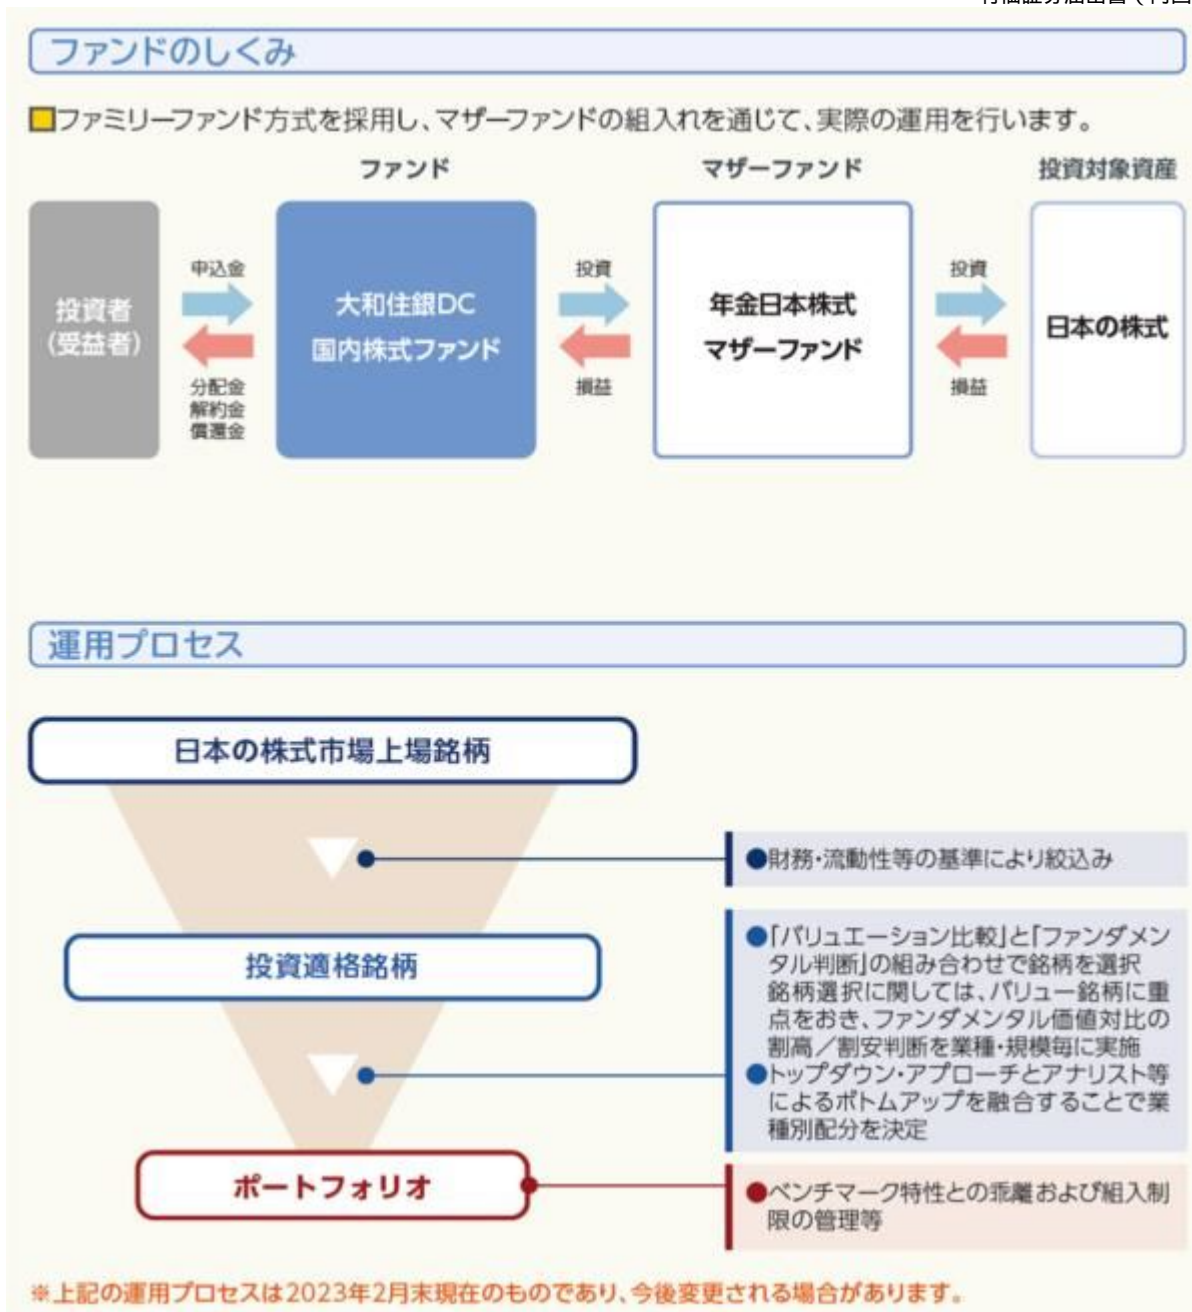 ファンドのしくみ
ファミリーファンド方式を採用し、マザーファンドの組入れを通じて、実際の運用を行います。
ファンド
マザーファンド
投資対象資産
投資者
(受益者)
申込金
分配金
解約金
償還金
大和住銀DC
国内株式ファンド
投資
損益
年金日本株式
マザーファンド
投資
損益
日本の株式
運用プロセス
日本の株式市場上場銘柄
●財務・流動性等の基準により絞込み
投資適格銘柄
●「バリュエーション比較」と「ファンダメン
タル判断」の組み合わせで銘柄を選択
銘柄選択に関しては、バリュー銘柄に重
点をおき、ファンダメンタル価値対比の
割高／割安判断を業種・規模毎に実施
●トップダウン・アプローチとアナリスト等
によるボトムアップを融合することで業
種別配分を決定
ポートフォリオ
●ベンチマーク特性との乖離および組入制
限の管理等
※上記の運用プロセスは2023年2月末現在のものであり、今後変更される場合があります。